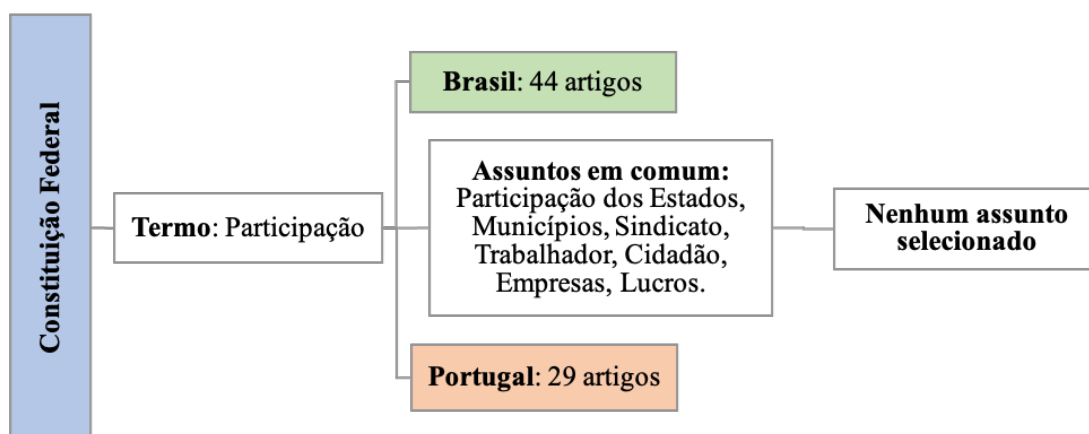 Constituição Federal
Termo: Participação
Brasil: 44 artigos
Assuntos em comum:
Participação dos Estados,
Municípios, Sindicato,
Trabalhador, Cidadão,
Empresas, Lucros.
Portugal: 29 artigos
Nenhum assunto
selecionado